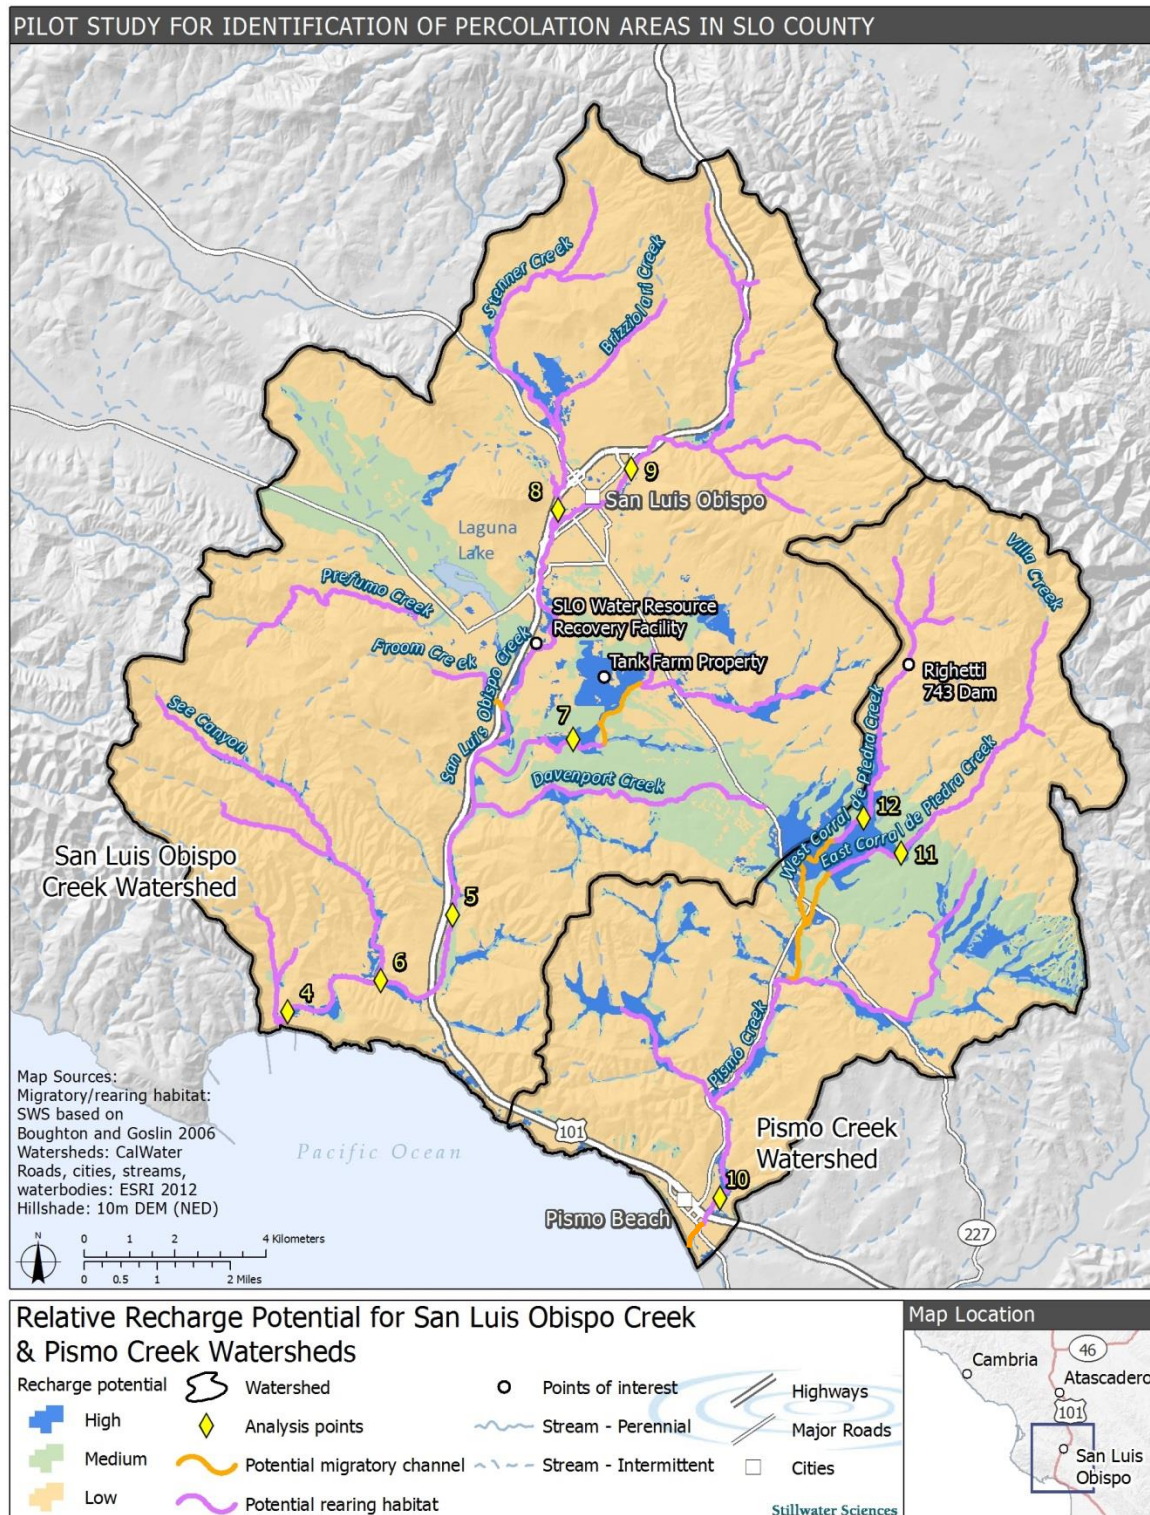 PILOT STUDY FOR IDENTIFICATION OF PERCOLATION AREAS IN SLO COUNTY
Stenner Creek
Brizziolari Creek
9
8
San Luis Obispo
Laguna
Lake
Villa Creek
Prefumo Creek
SLO Water Resource
Recovery Facility
Froom Creek
Tank Farm Property
Righetti
743 Dam
See Canyon
San Luis Obispo Creek
7
Davenport Creek
West Corral de Piedra Creek
12
East Corral de Piedra Creek
11
San Luis Obispo
Creek Watershed
5
6
4
Pismo Creek
Map Sources:
Migratory/rearing habitat:
SWS based on
Boughton and Goslin 2006
Watersheds: CalWater
Roads, cities, streams,
waterbodies: ESRI 2012
Hillshade: 10m DEM (NED)
101
Pacific Ocean
Pismo Creek
Watershed
10
Pismo Beach
227
N
0 1 2 4 Kilometers
0 0.5 1 2 Miles
Relative Recharge Potential for San Luis Obispo Creek
& Pismo Creek Watersheds
Recharge potential
High
Medium
Low
Watershed
Analysis points
Potential migratory channel
Potential rearing habitat
Points of interest
Stream - Perennial
Stream - Intermittent
Highways
Major Roads
Cities
Stillwater Sciences
Map Location
46
Cambria
Atascadero
101
San Luis
Obispo